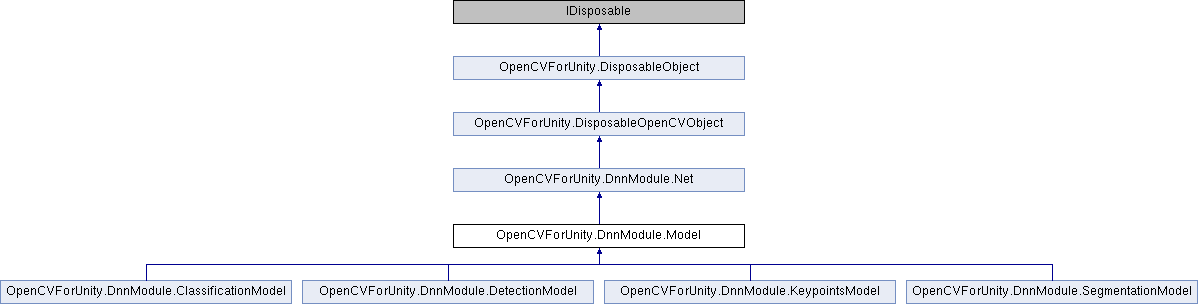 IDisposable
OpenCVForUnity.DisposableObject
OpenCVForUnity.DisposableOpenCVObject
OpenCVForUnity.DnnModule.Net
OpenCVForUnity.DnnModule.Model
OpenCVForUnity.DnnModule.ClassificationModel
OpenCVForUnity.DnnModule.DetectionModel
OpenCVForUnity.DnnModule.KeypointsModel
OpenCVForUnity.DnnModule.SegmentationModel